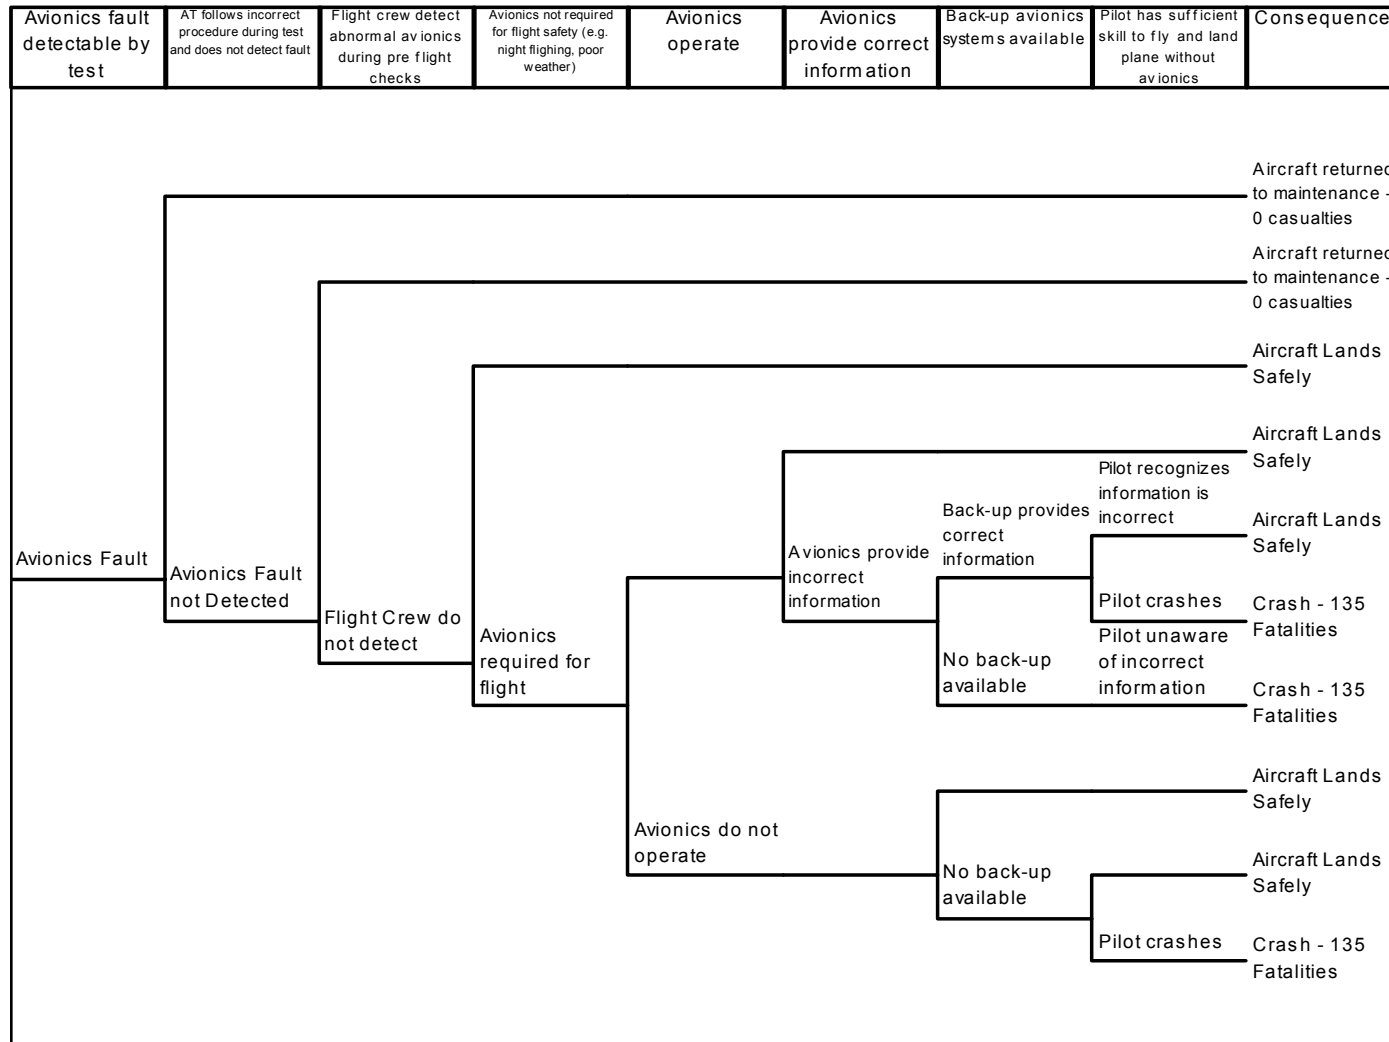 Avionics fault
detectable by
test
AT follows incorrect
procedure during test
and does not detect fault
Flight crew detect
abnormal avionics
during pre flight
checks
Avionics not required
for flight safety (e.g.
night flighing, poor
weather)
Avionics
operate
Avionics
provide correct
information
Back-up avionics
systems available
Pilot has sufficient
skill to fly and land
plane without
avionics
Consequence
Aircraft returned
to maintenance -
0 casualties
Aircraft returned
to maintenance -
0 casualties
Aircraft Lands
Safely
Aircraft Lands
Safely
Pilot recognizes
information is
incorrect
Back-up provides
correct
information
Aircraft Lands
Safely
Avionics provide
incorrect
information
Avionics Fault
Avionics Fault
not Detected
Pilot crashes
Crash - 135
Fatalities
Flight Crew do
not detect
Avionics
required for
flight
No back-up
available
Pilot unaware
of incorrect
information
Crash - 135
Fatalities
Aircraft Lands
Safely
Avionics do not
operate
No back-up
available
Aircraft Lands
Safely
Pilot crashes
Crash - 135
Fatalities